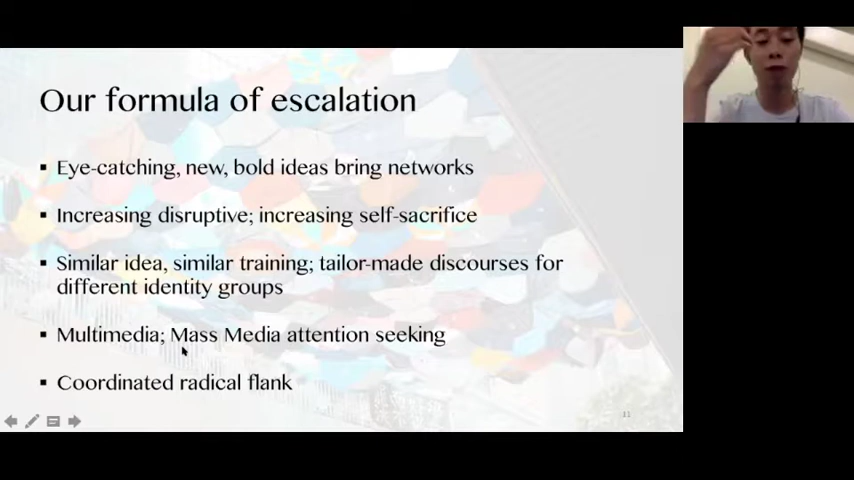 Our formula of escalation
▪ Eye-catching, new, bold ideas bring networks
▪ Increasing disruptive; increasing self-sacrifice
▪ Similar idea, similar training; tailor-made discourses for
different identity groups
▪ Multimedia; Mass Media attention seeking
▪ Coordinated radical flank
11